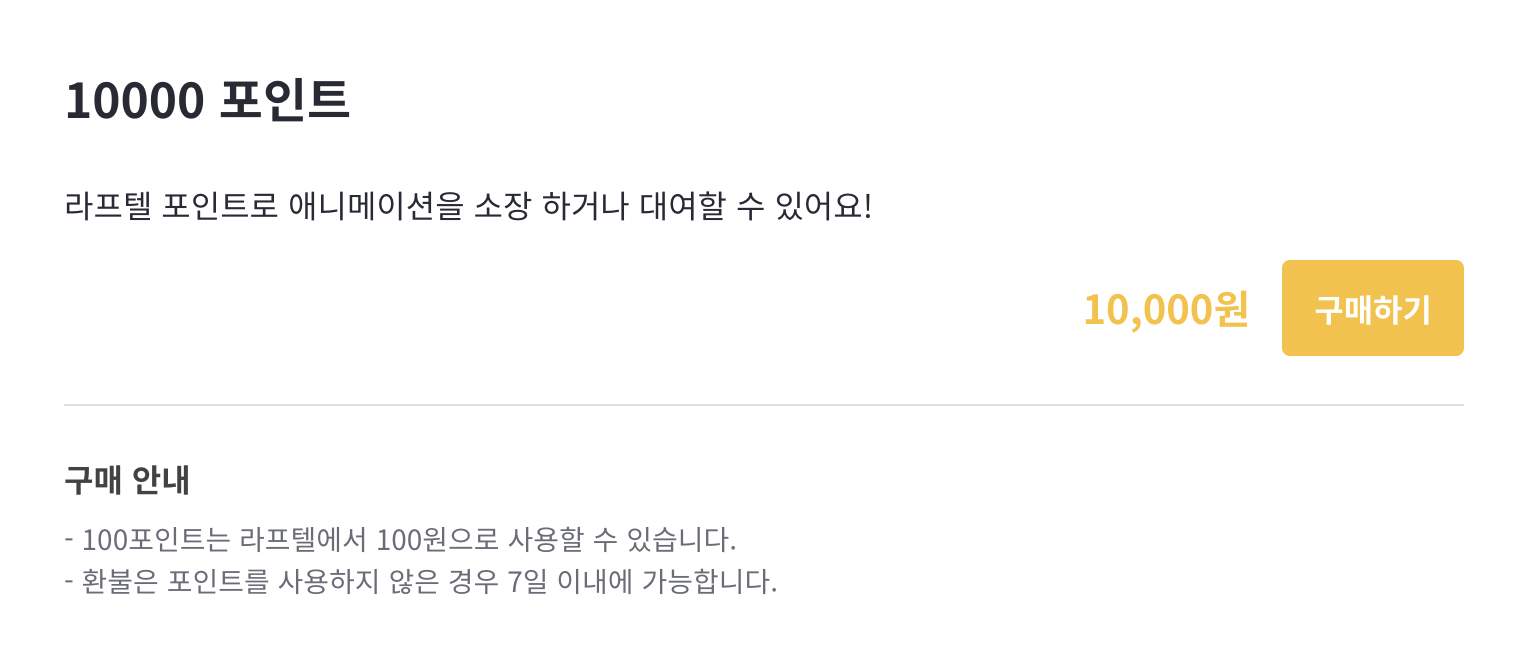 10000 포인트
라프텔 포인트로 애니메이션을 소장 하거나 대여할 수 있어요!
10,000원 구매하기
구매 안내
- 100포인트는 라프텔에서 100원으로 사용할 수 있습니다.
- 환불은 포인트를 사용하지 않은 경우 7일 이내에 가능합니다.